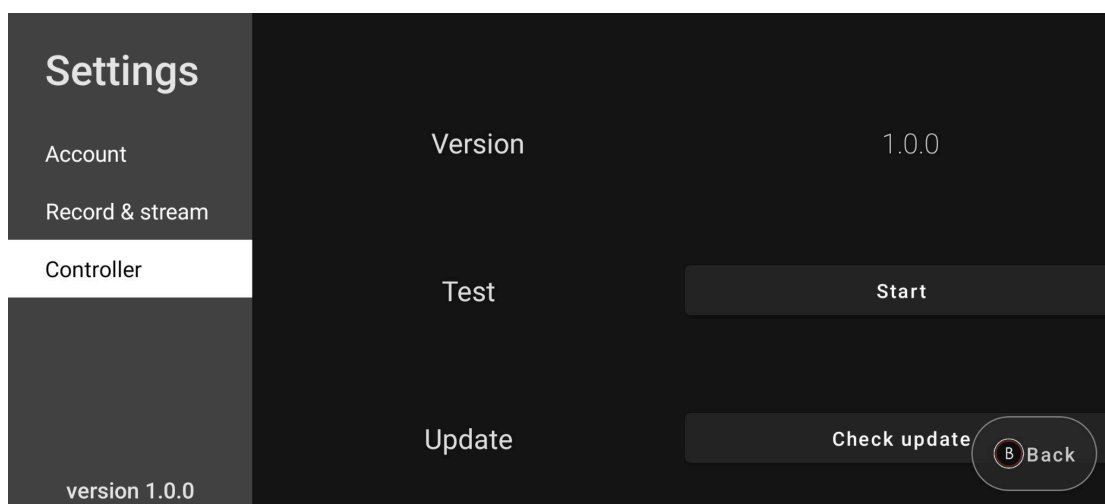 Settings
Account
Record & stream
Controller
version 1.0.0
Version 1.0.0
Test Start
Update Check update
B Back